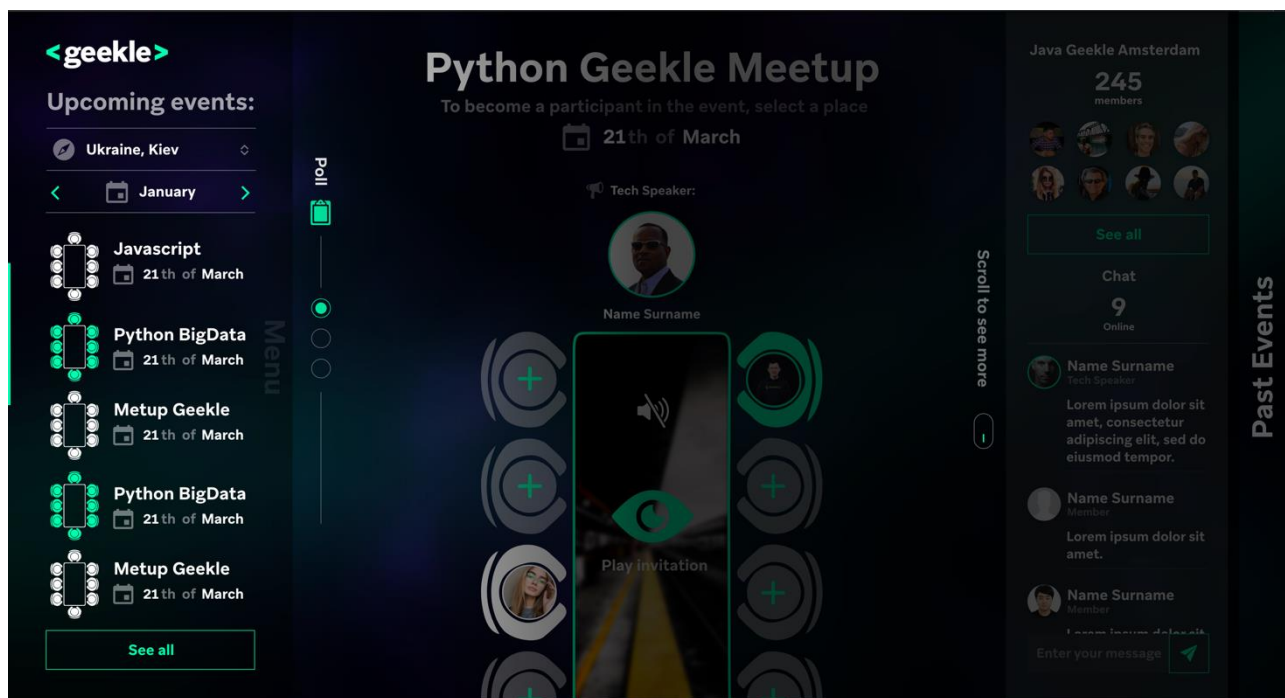 <geekle>
Upcoming events:
Ukraine, Kiev
January
Javascript
21th of March
Python BigData
21th of March
Metup Geekle
21th of March
Python BigData
21th of March
Metup Geekle
21th of March
See all
Menu
Poll
Python Geekle Meetup
To become a participant in the event, select a place
21th of March
Tech Speaker:
Name Surname
Play invitation
Scroll to see more
Java Geekle Amsterdam
245
members
See all
Chat
9
Online
Name Surname
Tech Speaker
Lorem ipsum dolor sit
amet, consectetur
adipiscing elit, sed do
eiusmod tempor.
Name Surname
Member
Lorem ipsum dolor sit
amet.
Name Surname
Member
Lorem ipsum dolor sit
Enter your message
Past Events